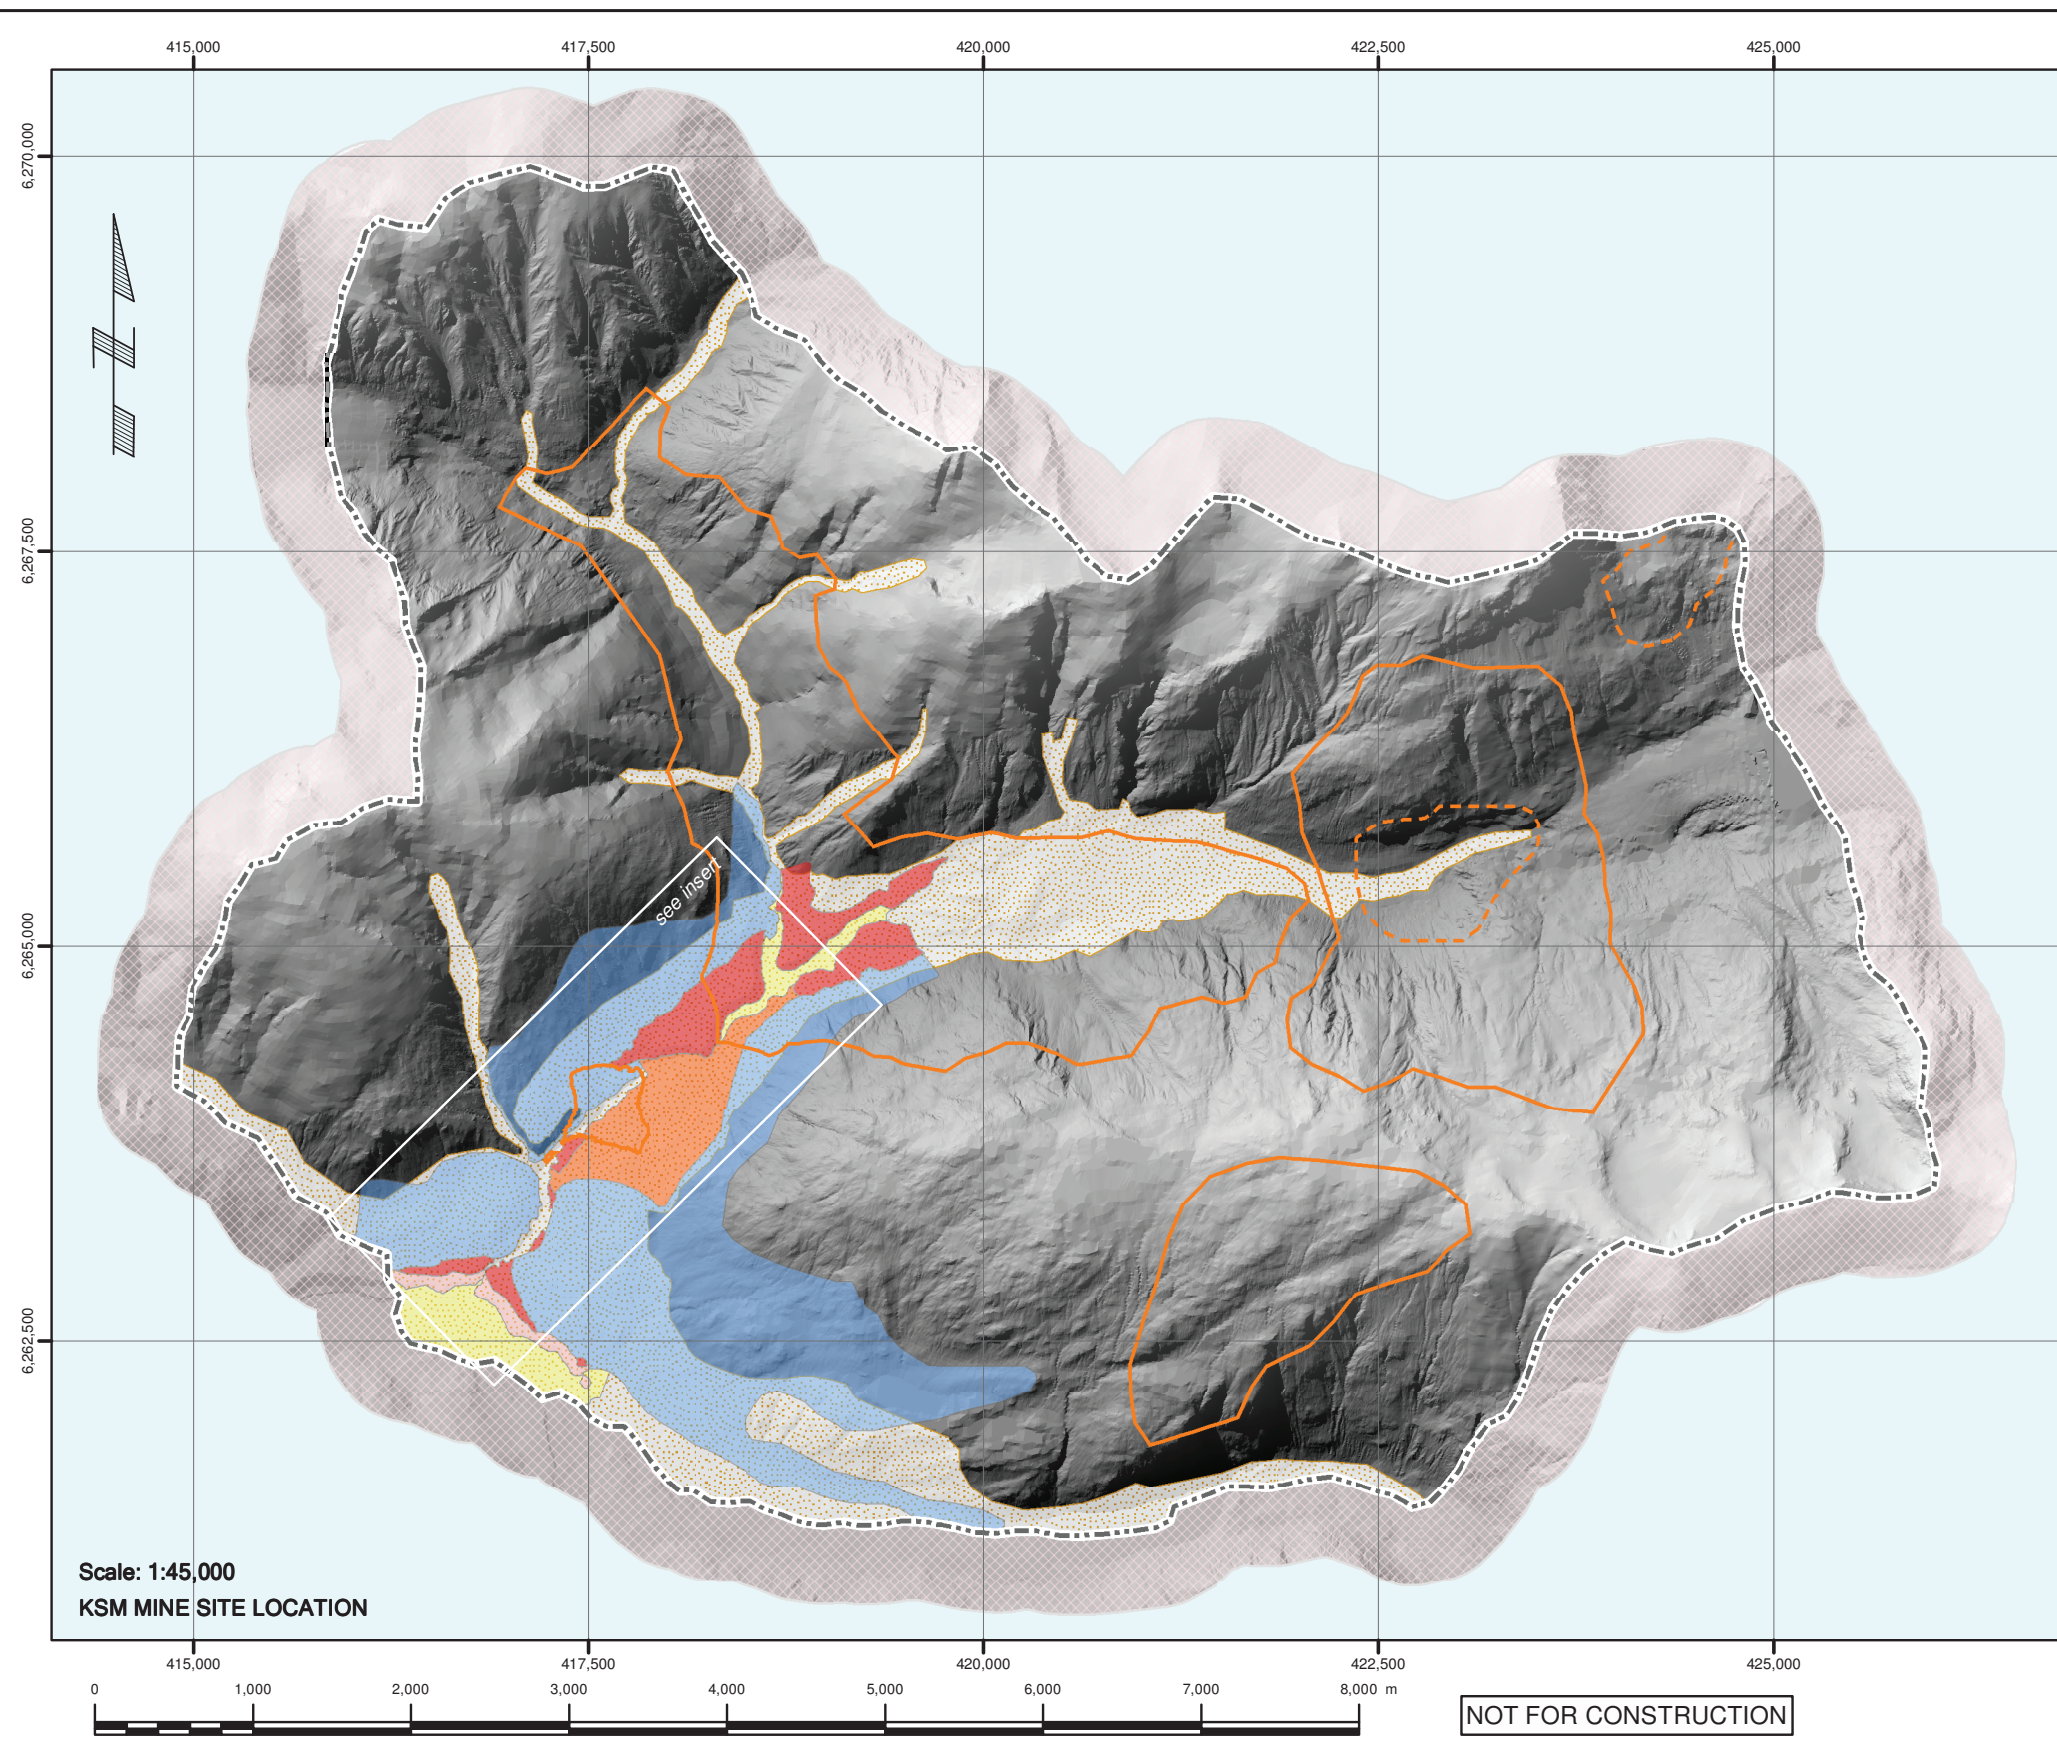 415,000 417,500 420,000 422,500 425,000
6,270,000
6,267,500
6,265,000
6,262,500
see insert
Scale: 1:45,000
KSM MINE SITE LOCATION
415,000 417,500 420,000 422,500 425,000
0 1,000 2,000 3,000 4,000 5,000 6,000 7,000 8,000 m
NOT FOR CONSTRUCTION